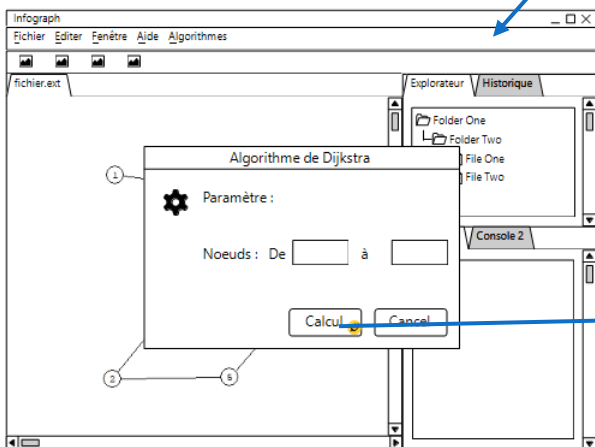 Infograph
Fichier Editer Fenêtre Aide Algorithmes
fichier.ext
Explorateur Historique
Folder One
Folder Two
File One
File Two
Algorithme de Dijkstra
1
Paramètre :
Noeuds : De à
Console 2
Calcul Cancel
2